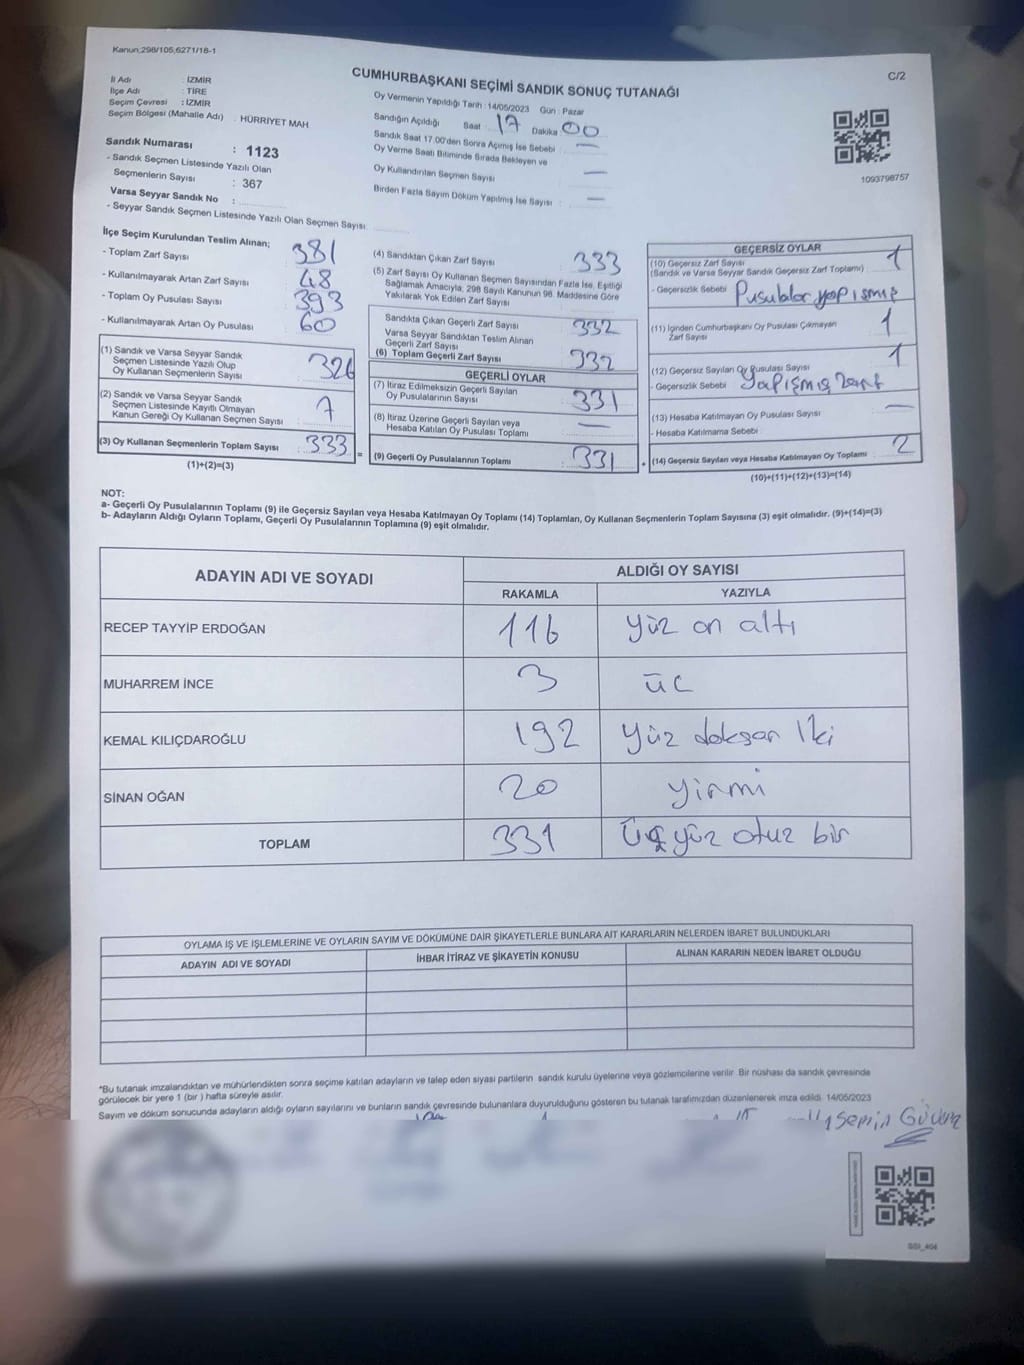 Kanun;298/105,6271/16-1
C/2
CUMHURBAŞKANI SEÇİMİ SANDIK SONUÇ TUTANAĞI
İl Adı : İZMİR
İlçe Adı : TİRE
Seçim Çevresi : İZMİR
Seçim Bölgesi (Mahalle Adı) : HÜRRİYET MAH.
Sandık Numarası : 1123
- Sandık Seçmen Listesinde Yazılı Olan
Seçmenlerin Sayısı : 367
Varsa Seyyar Sandık No :
- Seyyar Sandık Seçmen Listesinde Yazılı Olan Seçmen Sayısı:
Oy Vermenin Yapıldığı Tarih : 14/05/2023 Gün : Pazar
Sandığın Açıldığı Saat : 17 Dakika : 00
Sandık Saat 17.00'den Sonra Açılmış İse Sebebi : —
Oy Verme Saati Bitiminde Sırada Bekleyen ve
Oy Kullandırılan Seçmen Sayısı : —
Birden Fazla Sayım Döküm Yapılmış İse Sayısı : —
1093798757
İlçe Seçim Kurulundan Teslim Alınan;
- Toplam Zarf Sayısı 381
- Kullanılmayarak Artan Zarf Sayısı 48
- Toplam Oy Pusulası Sayısı 393
- Kullanılmayarak Artan Oy Pusulası 60
(1) Sandık ve Varsa Seyyar Sandık
Seçmen Listesinde Yazılı Olup
Oy Kullanan Seçmenlerin Sayısı 326
(2) Sandık ve Varsa Seyyar Sandık
Seçmen Listesinde Kayıtlı Olmayan
Kanun Gereği Oy Kullanan Seçmen Sayısı 7
(3) Oy Kullanan Seçmenlerin Toplam Sayısı 333 =
(1)+(2)=(3)
(4) Sandıktan Çıkan Zarf Sayısı 333
(5) Zarf Sayısı Oy Kullanan Seçmen Sayısından Fazla İse, Eşitliği
Sağlamak Amacıyla; 298 Sayılı Kanunun 98. Maddesine Göre
Yakılarak Yok Edilen Zarf Sayısı
Sandıkta Çıkan Geçerli Zarf Sayısı 332
Varsa Seyyar Sandıktan Teslim Alınan
Geçerli Zarf Sayısı
(6) Toplam Geçerli Zarf Sayısı 332
GEÇERLİ OYLAR
(7) İtiraz Edilmeksizin Geçerli Sayılan
Oy Pusulalarının Sayısı 331
(8) İtiraz Üzerine Geçerli Sayılan veya
Hesaba Katılan Oy Pusulası Toplamı —
(9) Geçerli Oy Pusulalarının Toplamı 331 +
GEÇERSİZ OYLAR
(10) Geçersiz Zarf Sayısı 1
(Sandık ve Varsa Seyyar Sandık Geçersiz Zarf Toplamı)
- Geçersizlik Sebebi Pusulalar yapışmış
(11) İçinden Cumhurbaşkanı Oy Pusulası Çıkmayan 1
Zarf Sayısı
(12) Geçersiz Sayılan Oy Pusulası Sayısı 1
- Geçersizlik Sebebi Yapışmış Zarf
(13) Hesaba Katılmayan Oy Pusulası Sayısı —
- Hesaba Katılmama Sebebi
(14) Geçersiz Sayılan veya Hesaba Katılmayan Oy Toplamı 2
(10)+(11)+(12)+(13)=(14)
NOT:
a- Geçerli Oy Pusulalarının Toplamı (9) ile Geçersiz Sayılan veya Hesaba Katılmayan Oy Toplamı (14) Toplamları, Oy Kullanan Seçmenlerin Toplam Sayısına (3) eşit olmalıdır. (9)+(14)=(3)
b- Adayların Aldığı Oyların Toplamı, Geçerli Oy Pusulalarının Toplamına (9) eşit olmalıdır.
ADAYIN ADI VE SOYADI ALDIĞI OY SAYISI
RAKAMLA YAZIYLA
RECEP TAYYİP ERDOĞAN 116 yüz on altı
MUHARREM İNCE 3 üc
KEMAL KILIÇDAROĞLU 192 yüz doksan İki
SİNAN OĞAN 20 yirmi
TOPLAM 331 Üçyüz otuz bir
OYLAMA İŞ VE İŞLEMLERİNE VE OYLARIN SAYIM VE DÖKÜMÜNE DAİR ŞİKAYETLERLE BUNLARA AİT KARARLARIN NELERDEN İBARET BULUNDUKLARI
ADAYIN ADI VE SOYADI İHBAR İTİRAZ VE ŞİKAYETİN KONUSU ALINAN KARARIN NEDEN İBARET OLDUĞU
*Bu tutanak imzalandıktan ve mühürlendikten sonra seçime katılan adayların ve talep eden siyasi partilerin sandık kurulu üyelerine veya gözlemcilerine verilir. Bir nüshası da sandık çevresinde
görülecek bir yere 1 (bir ) hafta süreyle asılır.
Sayım ve döküm sonucunda adayların aldığı oyların sayılarını ve bunların sandık çevresinde bulunanlara duyurulduğunu gösteren bu tutanak tarafımızdan düzenlenerek imza edildi. 14/05/2023